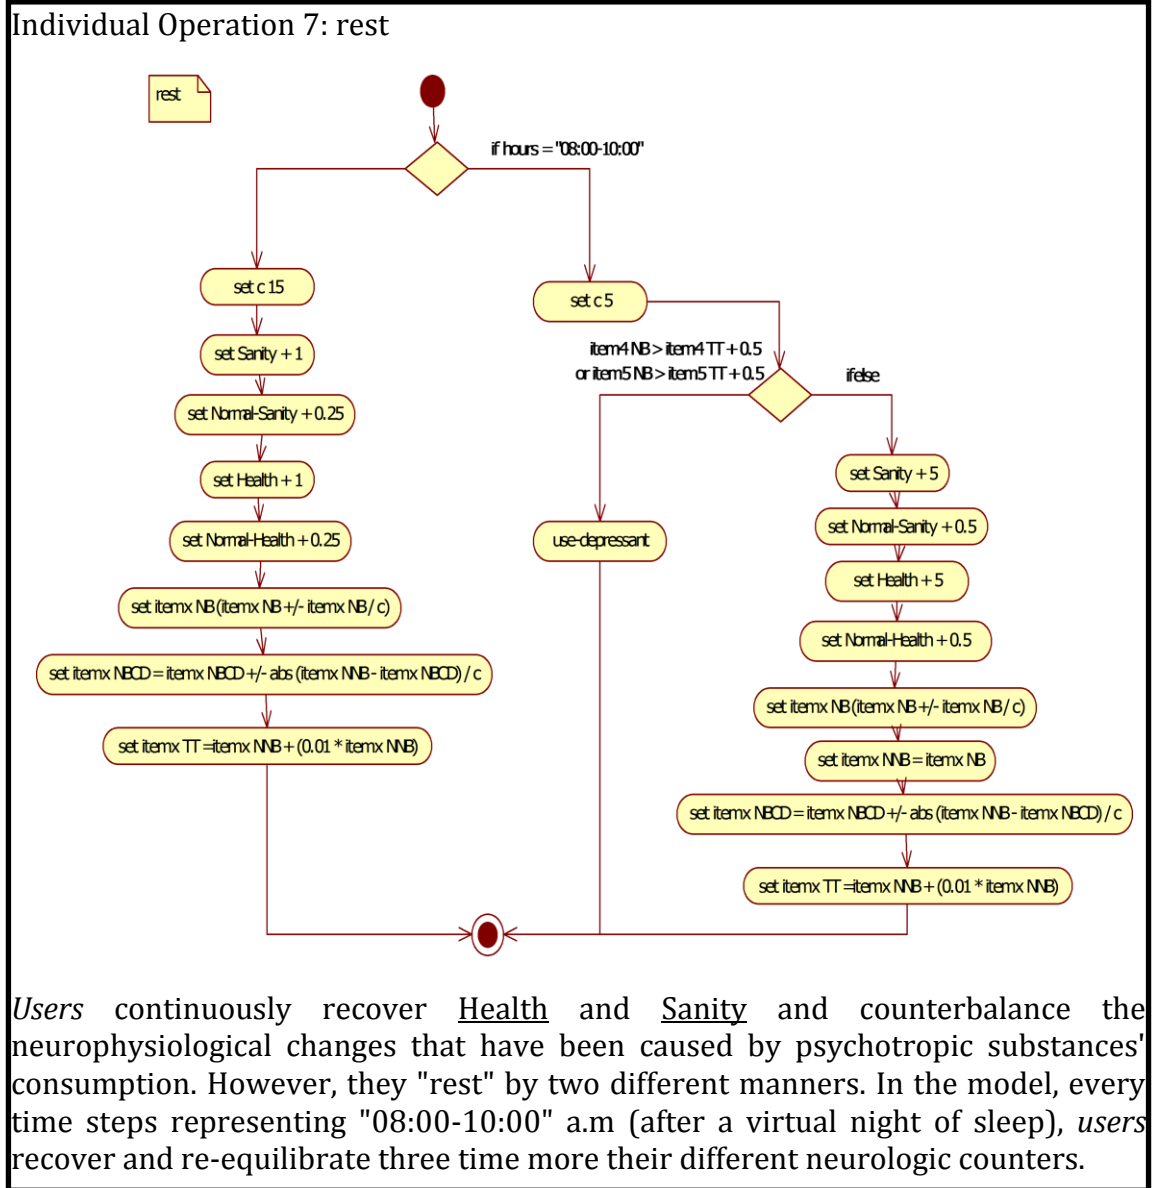 Individual Operation 7: rest
rest
if hours = "08:00-10:00"
set c 15
set Sanity + 1
set Normal-Sanity + 0.25
set Health + 1
set Normal-Health + 0.25
set itemx NB (itemx NB +/- itemx NB / c)
set itemx NBCD = itemx NBCD +/- abs (itemx NNB - itemx NBCD) / c
set itemx TT =itemx NNB + (0.01 * itemx NNB)
set c 5
item4 NB > item4 TT + 0.5
or item5 NB > item5 TT + 0.5
ifelse
use-depressant
set Sanity + 5
set Normal-Sanity + 0.5
set Health + 5
set Normal-Health + 0.5
set itemx NB (itemx NB +/- itemx NB / c)
set itemx NNB = itemx NB
set itemx NBCD = itemx NBCD +/- abs (itemx NNB - itemx NBCD) / c
set itemx TT =itemx NNB + (0.01 * itemx NNB)
Users continuously recover Health and Sanity and counterbalance the
neurophysiological changes that have been caused by psychotropic substances'
consumption. However, they "rest" by two different manners. In the model, every
time steps representing "08:00-10:00" a.m (after a virtual night of sleep), users
recover and re-equilibrate three time more their different neurologic counters.